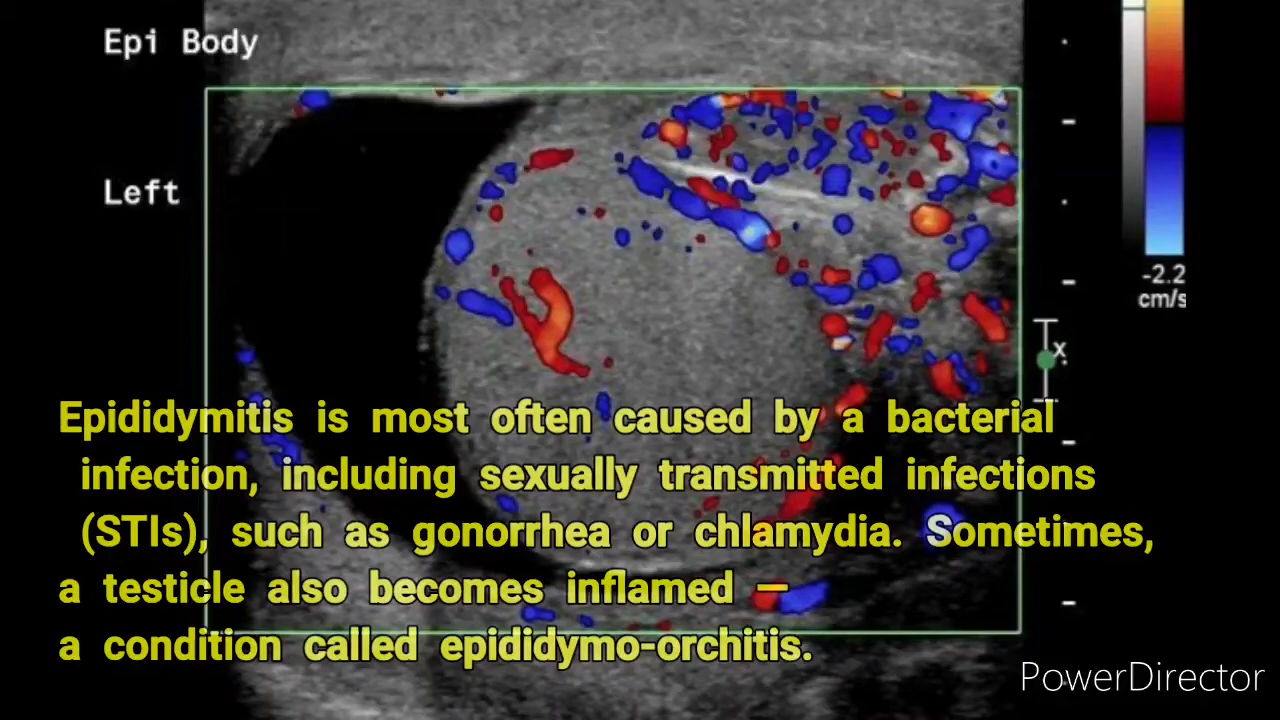 Epi Body
Left
-2.2
cm/s
x
Epididymitis is most often caused by a bacterial
infection, including sexually transmitted infections
(STIs), such as gonorrhea or chlamydia. Sometimes,
a testicle also becomes inflamed —
a condition called epididymo-orchitis.
PowerDirector